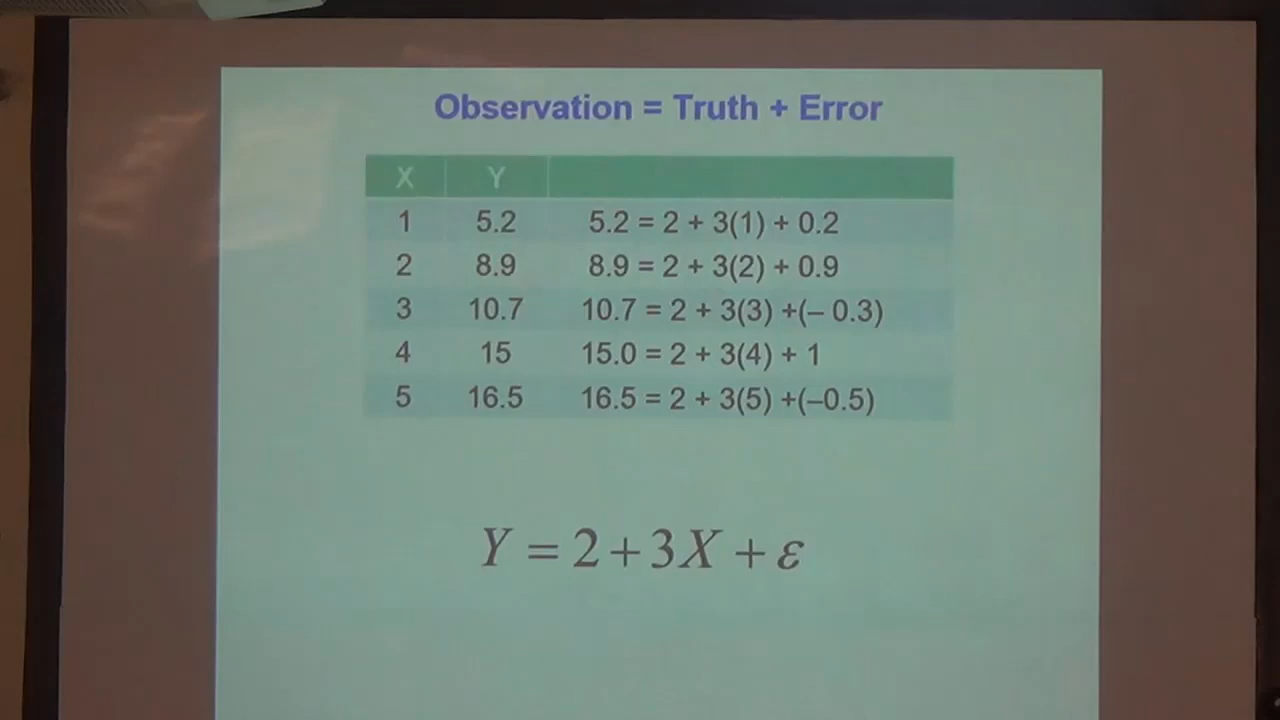 Observation = Truth + Error
X Y
1 5.2 5.2 = 2 + 3(1) + 0.2
2 8.9 8.9 = 2 + 3(2) + 0.9
3 10.7 10.7 = 2 + 3(3) +(– 0.3)
4 15 15.0 = 2 + 3(4) + 1
5 16.5 16.5 = 2 + 3(5) +(–0.5)
Y = 2 + 3X + ε